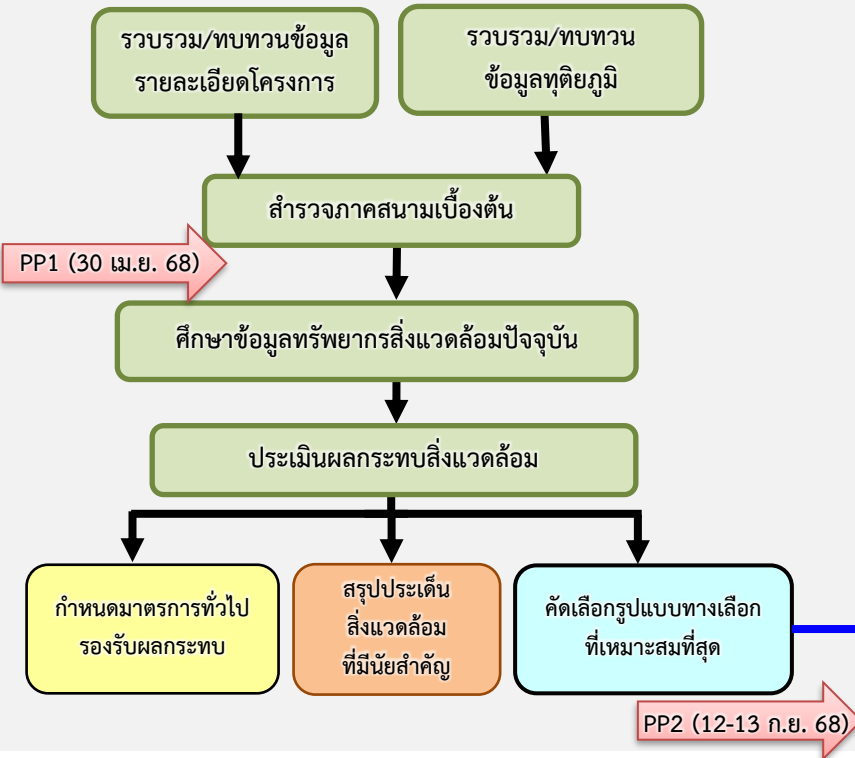 รวบรวม/ทบทวนข้อมูล
รายละเอียดโครงการ
รวบรวม/ทบทวน
ข้อมูลทุติยภูมิ
สำรวจภาคสนามเบื้องต้น
PP1 (30 เม.ย. 68)
ศึกษาข้อมูลทรัพยากรสิ่งแวดล้อมปัจจุบัน
ประเมินผลกระทบสิ่งแวดล้อม
กำหนดมาตรการทั่วไป
รองรับผลกระทบ
สรุปประเด็น
สิ่งแวดล้อม
ที่มีนัยสำคัญ
คัดเลือกรูปแบบทางเลือก
ที่เหมาะสมที่สุด
PP2 (12-13 ก.ย. 68)